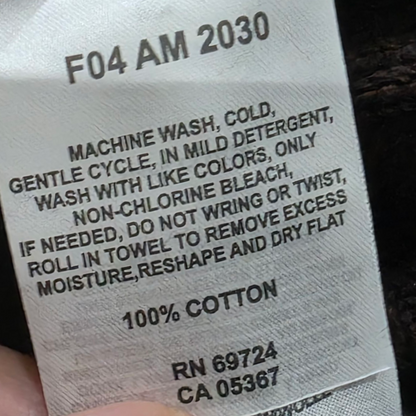 F04 AM 2030
MACHINE WASH, COLD,
GENTLE CYCLE, IN MILD DETERGENT,
WASH WITH LIKE COLORS, ONLY
NON-CHLORINE BLEACH,
IF NEEDED, DO NOT WRING OR TWIST,
ROLL IN TOWEL TO REMOVE EXCESS
MOISTURE,RESHAPE AND DRY FLAT
100% COTTON
RN 69724
CA 05367